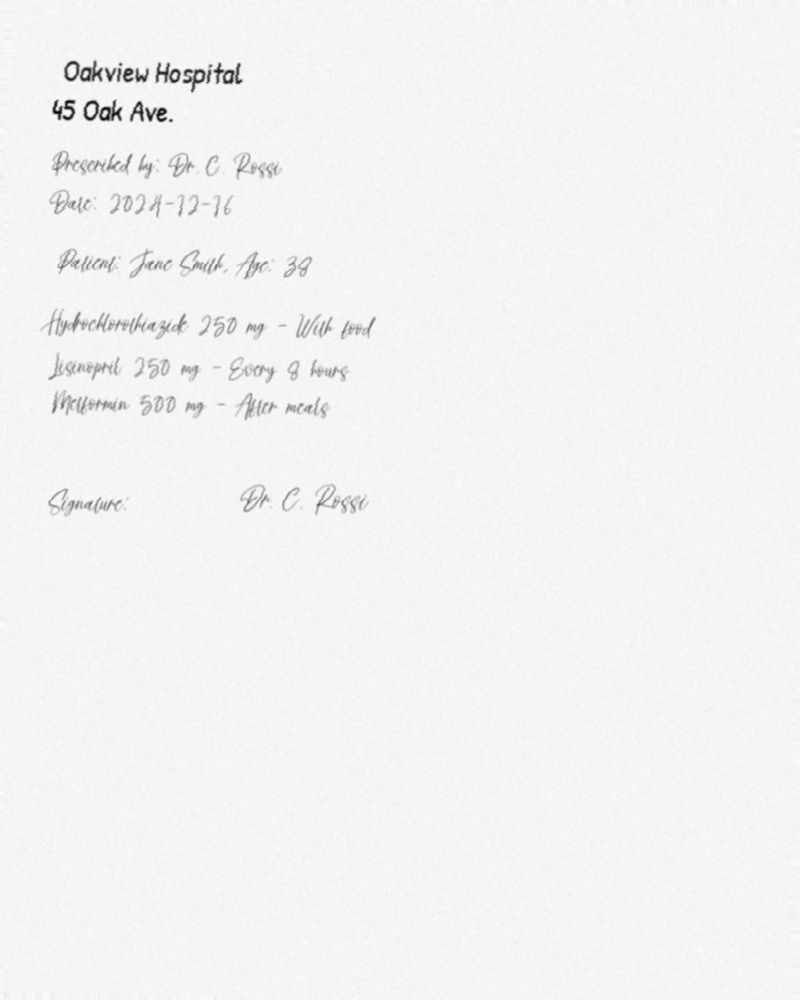 Oakview Hospital
45 Oak Ave.
Prescribed by: Dr. C. Rossi
Date: 2024-12-16
Patient: Jane Smith, Age: 38
Hydrochlorothiazide 250 mg - With food
Lisinopril 250 mg - Every 8 hours
Metformin 500 mg - After meals
Signature: Dr. C. Rossi